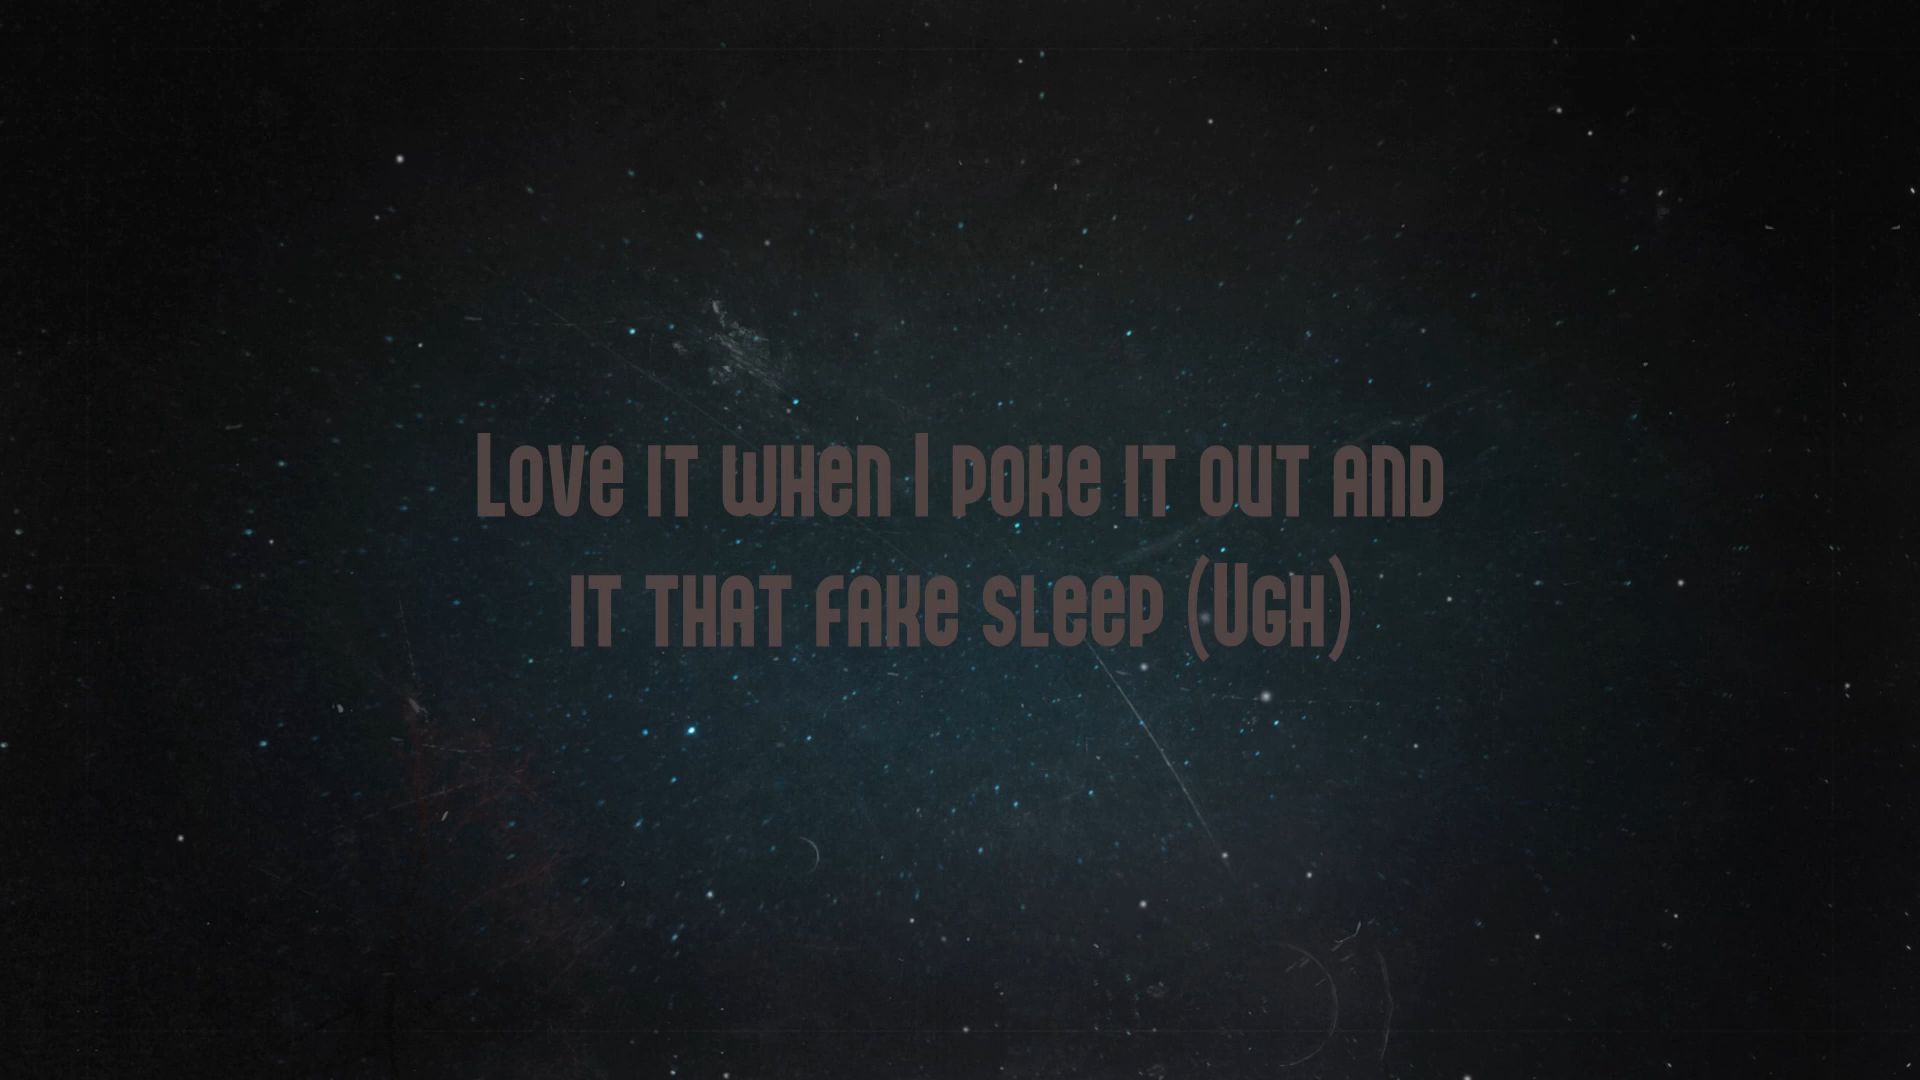 Love it when I poke it out and
it that fake sleep (Ugh)